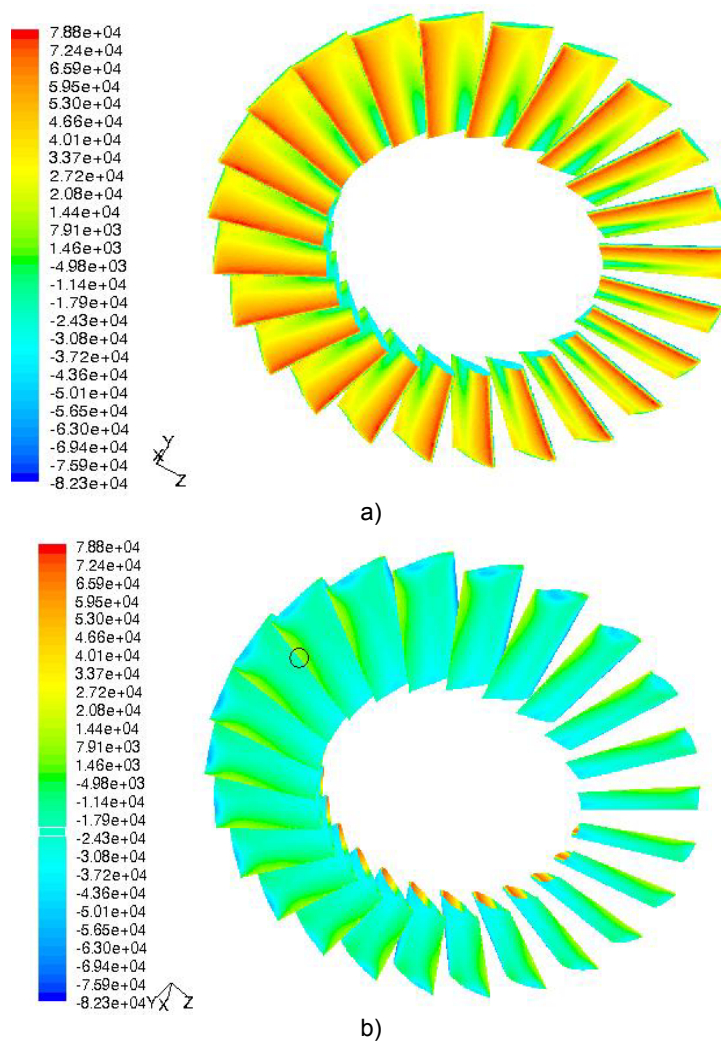 7.88e+04
7.24e+04
6.59e+04
5.95e+04
5.30e+04
4.66e+04
4.01e+04
3.37e+04
2.72e+04
2.08e+04
1.44e+04
7.91e+03
1.46e+03
-4.98e+03
-1.14e+04
-1.79e+04
-2.43e+04
-3.08e+04
-3.72e+04
-4.36e+04
-5.01e+04
-5.65e+04
-6.30e+04
-6.94e+04
-7.59e+04
-8.23e+04
Y
X
Z
a)
7.88e+04
7.24e+04
6.59e+04
5.95e+04
5.30e+04
4.66e+04
4.01e+04
3.37e+04
2.72e+04
2.08e+04
1.44e+04
7.91e+03
1.46e+03
-4.98e+03
-1.14e+04
-1.79e+04
-2.43e+04
-3.08e+04
-3.72e+04
-4.36e+04
-5.01e+04
-5.65e+04
-6.30e+04
-6.94e+04
-7.59e+04
-8.23e+04
Y X Z
b)